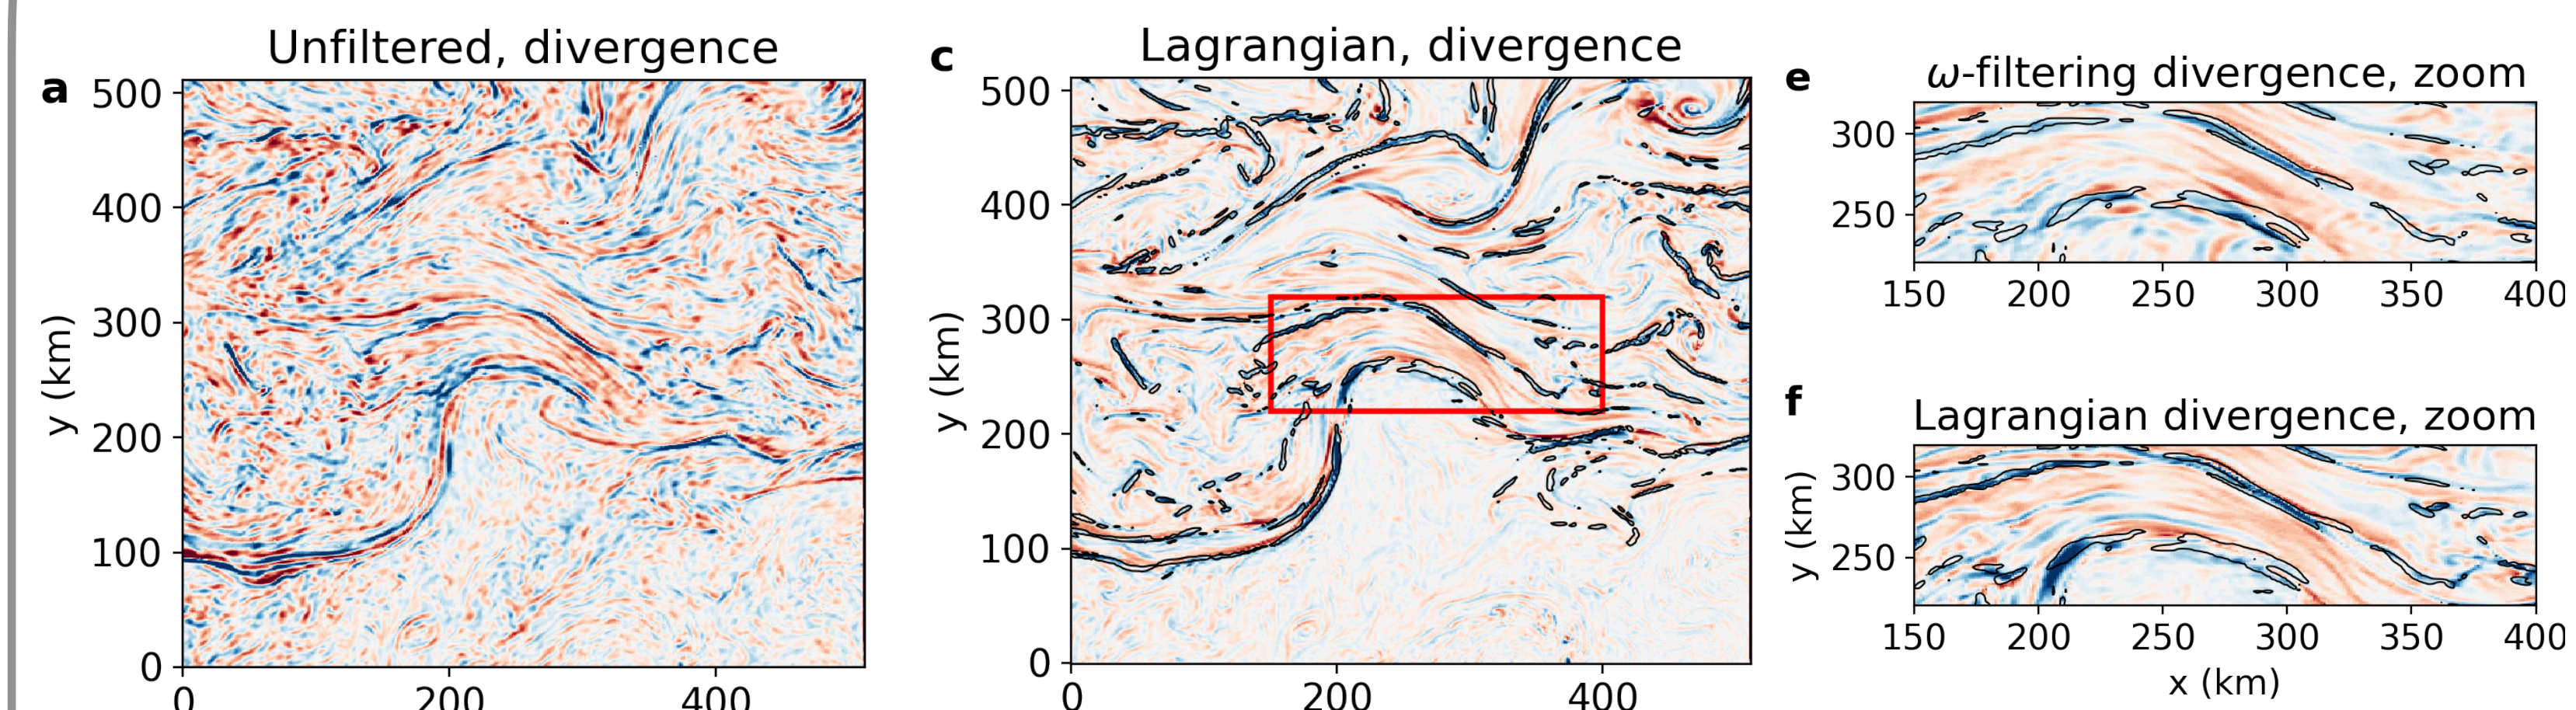 a
Unfiltered, divergence
500
400
300
200
100
0
y (km)
0
200
400
c
Lagrangian, divergence
500
400
300
200
100
0
y (km)
0
200
400
e
ω-filtering divergence, zoom
300
250
150
200
250
300
350
400
f
Lagrangian divergence, zoom
300
250
y (km)
150
200
250
300
350
400
x (km)